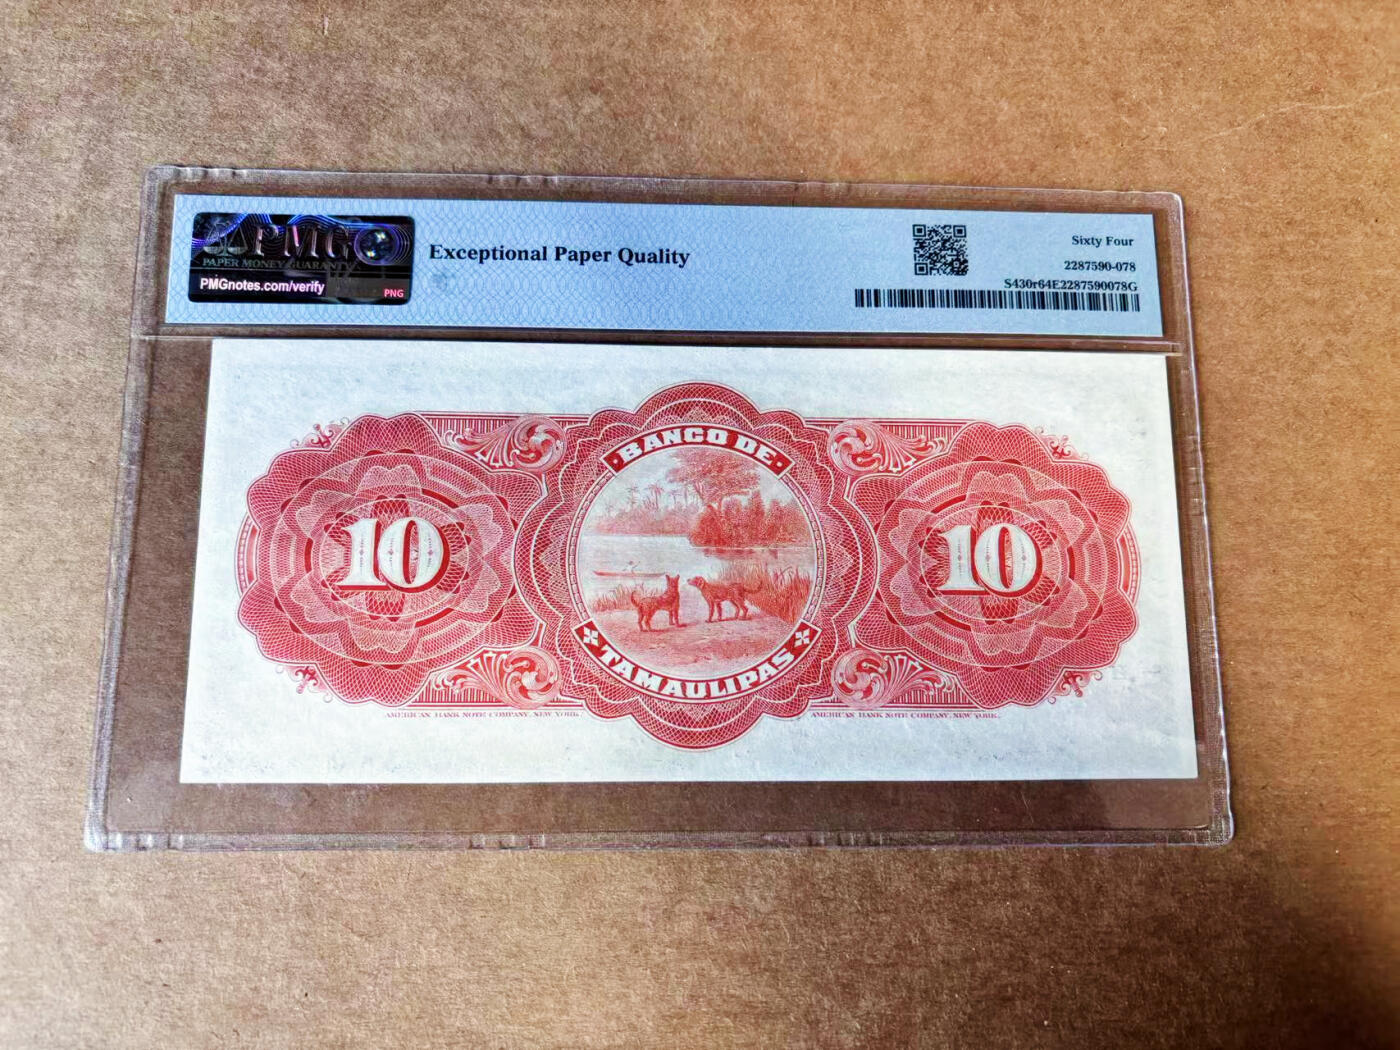 PMG
PAPER MONEY GUARANTY
PMGnotes.com/verify
PNG
Exceptional Paper Quality
Sixty Four
2287590-078
S430r64E2287590078G
BANCO DE
10
10
TAMAULIPAS
AMERICAN BANK NOTE COMPANY, NEW YORK.
AMERICAN BANK NOTE COMPANY, NEW YORK.